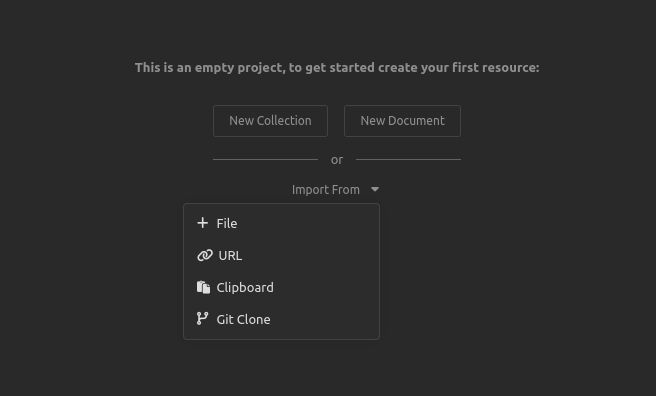 This is an empty project, to get started create your first resource:
New Collection New Document
or
Import From
File
URL
Clipboard
Git Clone